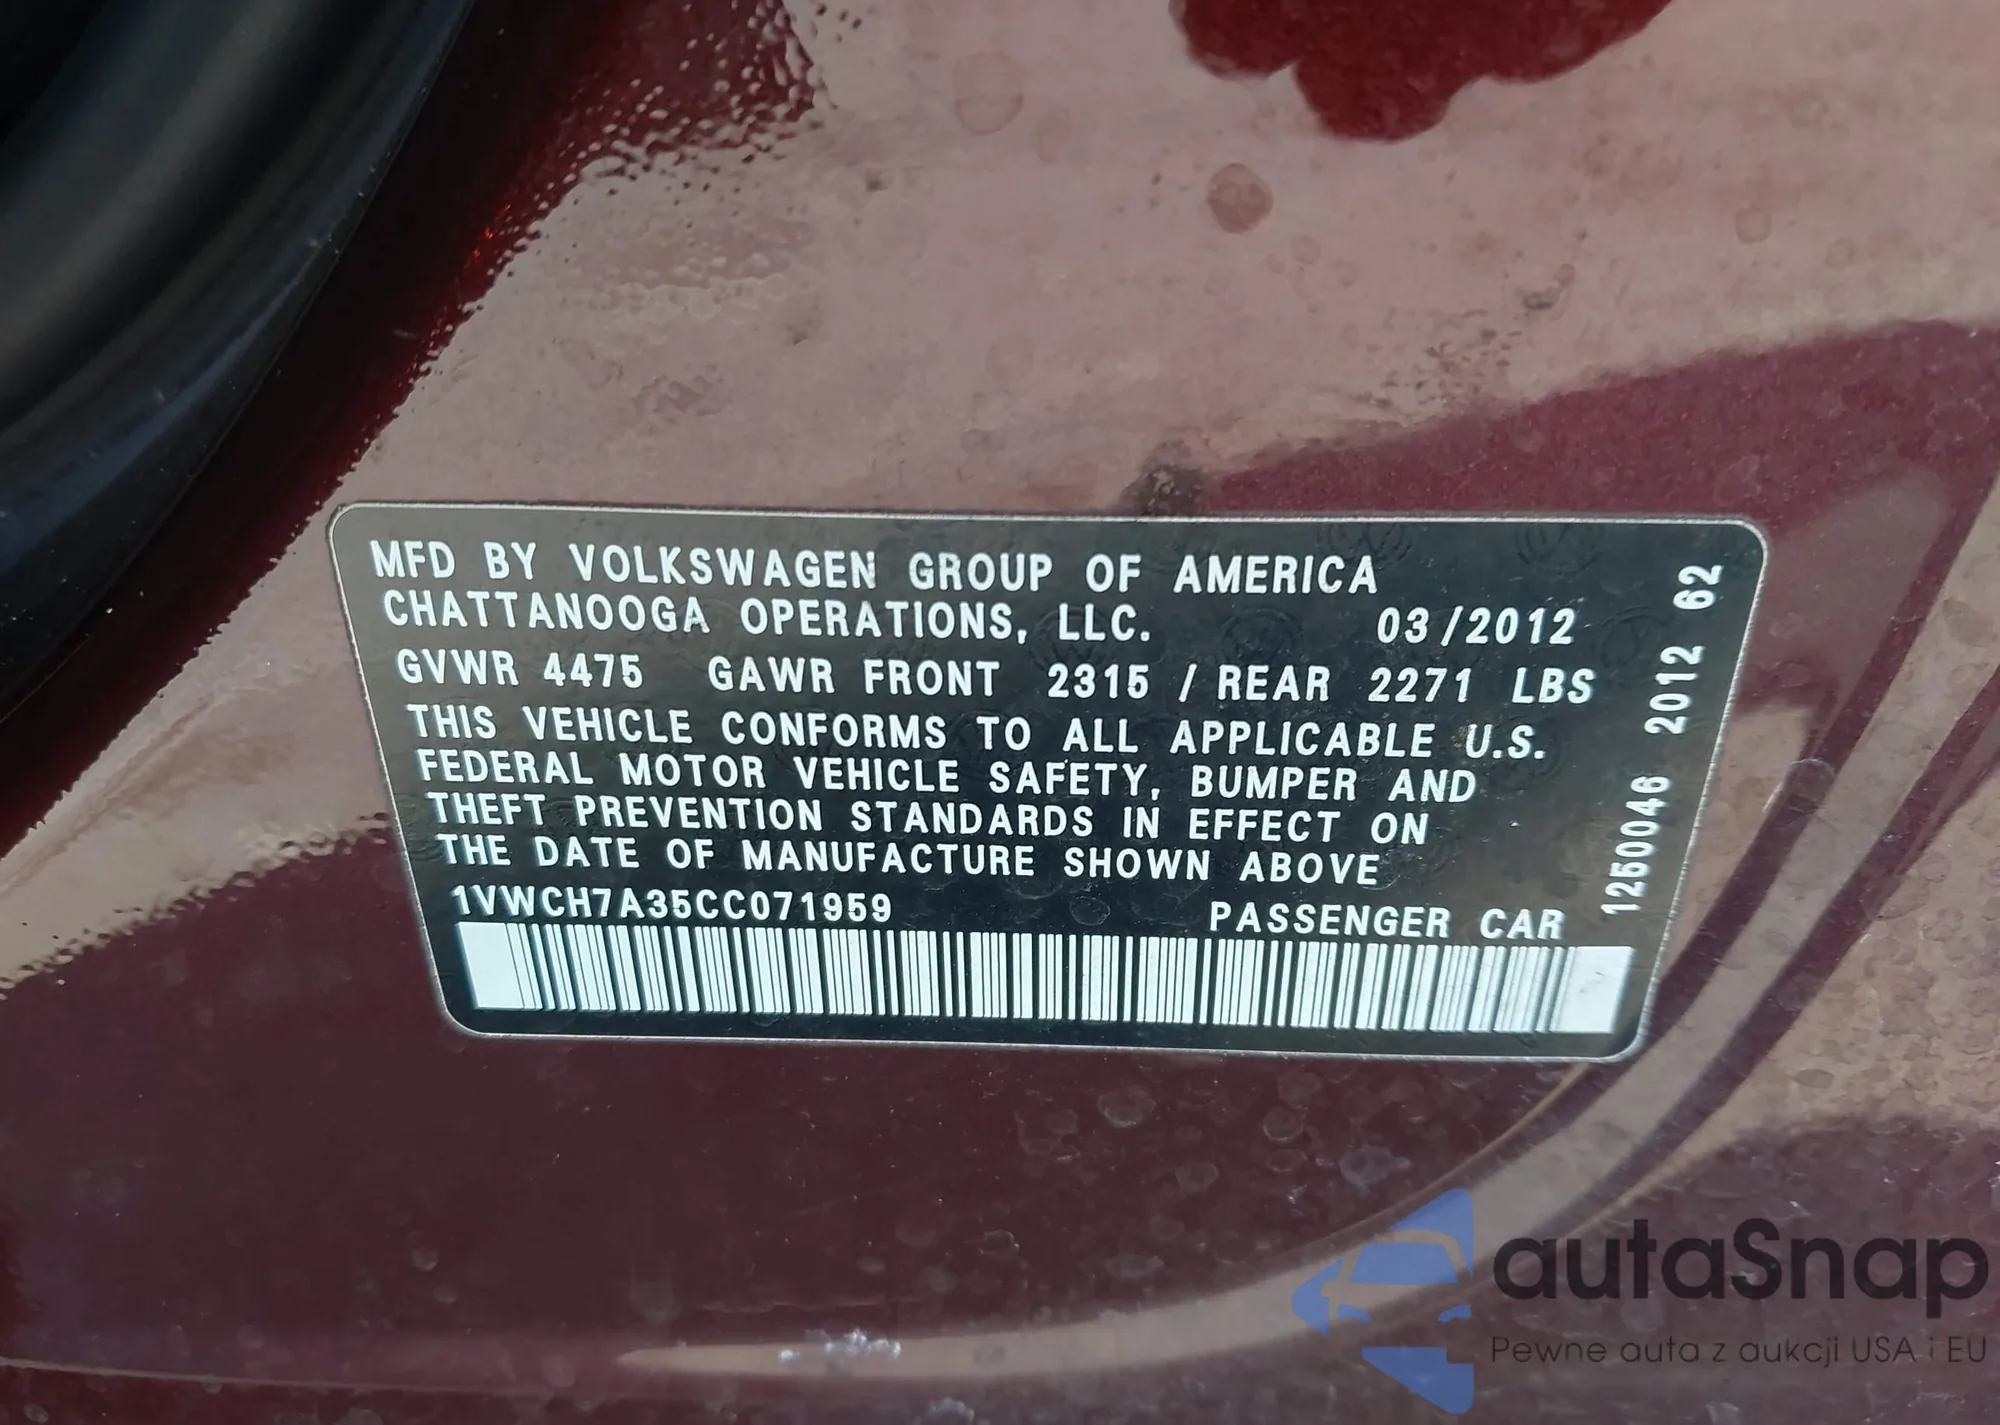 MFD BY VOLKSWAGEN GROUP OF AMERICA
CHATTANOOGA OPERATIONS, LLC. 03/2012
GVWR 4475 GAWR FRONT 2315 / REAR 2271 LBS
THIS VEHICLE CONFORMS TO ALL APPLICABLE U.S.
FEDERAL MOTOR VEHICLE SAFETY, BUMPER AND
THEFT PREVENTION STANDARDS IN EFFECT ON
THE DATE OF MANUFACTURE SHOWN ABOVE
1VWCH7A35CC071959 PASSENGER CAR
1250046 2012 62
autaSnap
Pewne auta z aukcji USA i EU